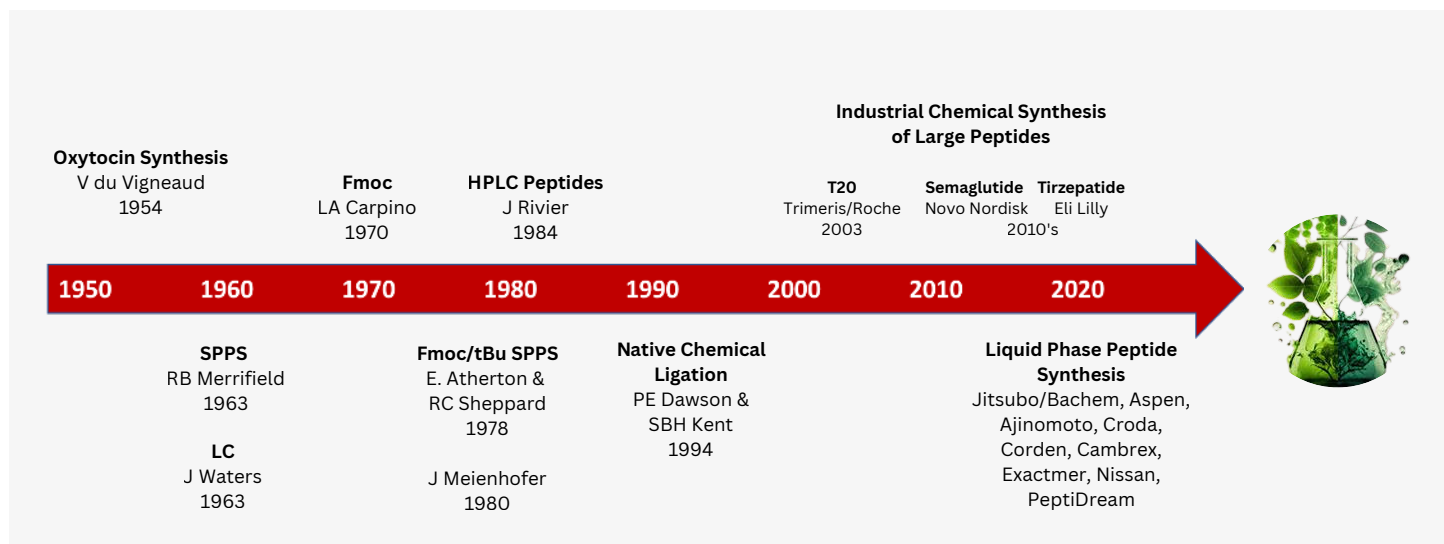 Industrial Chemical Synthesis
of Large Peptides
Oxytocin Synthesis
V du Vigneaud
1954
Fmoc
LA Carpino
1970
HPLC Peptides
J Rivier
1984
T20
Trimeris/Roche
2003
Semaglutide Tirzepatide
Novo Nordisk Eli Lilly
2010's
1950 1960 1970 1980 1990 2000 2010 2020
SPPS
RB Merrifield
1963
LC
J Waters
1963
Fmoc/tBu SPPS
E. Atherton &
RC Sheppard
1978
J Meienhofer
1980
Native Chemical
Ligation
PE Dawson &
SBH Kent
1994
Liquid Phase Peptide
Synthesis
Jitsubo/Bachem, Aspen,
Ajinomoto, Croda,
Corden, Cambrex,
Exactmer, Nissan,
PeptiDream